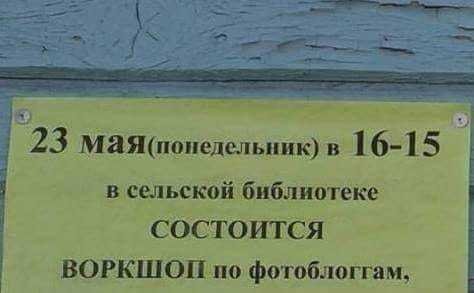 23 мая(понедельник) в 16-15
в сельской библиотеке
СОСТОИТСЯ
ВОРКШОП по фотоблоггам,